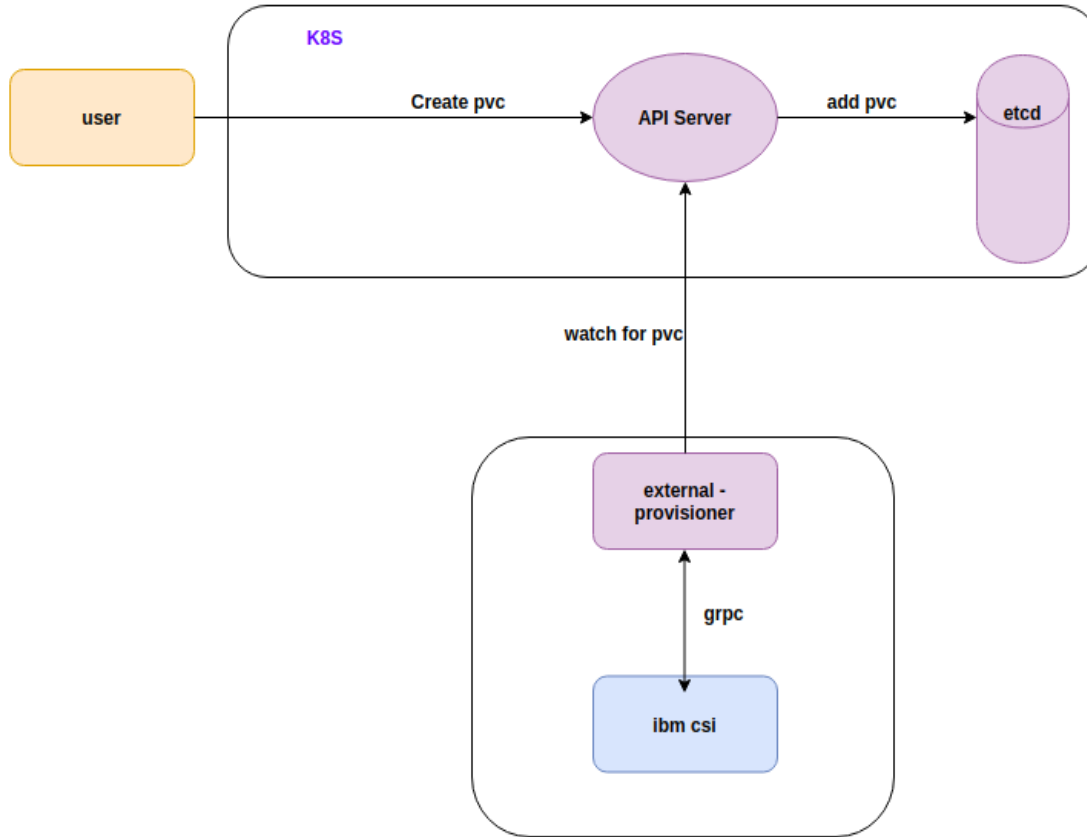 K8S
user
Create pvc
API Server
add pvc
etcd
watch for pvc
external -
provisioner
grpc
ibm csi